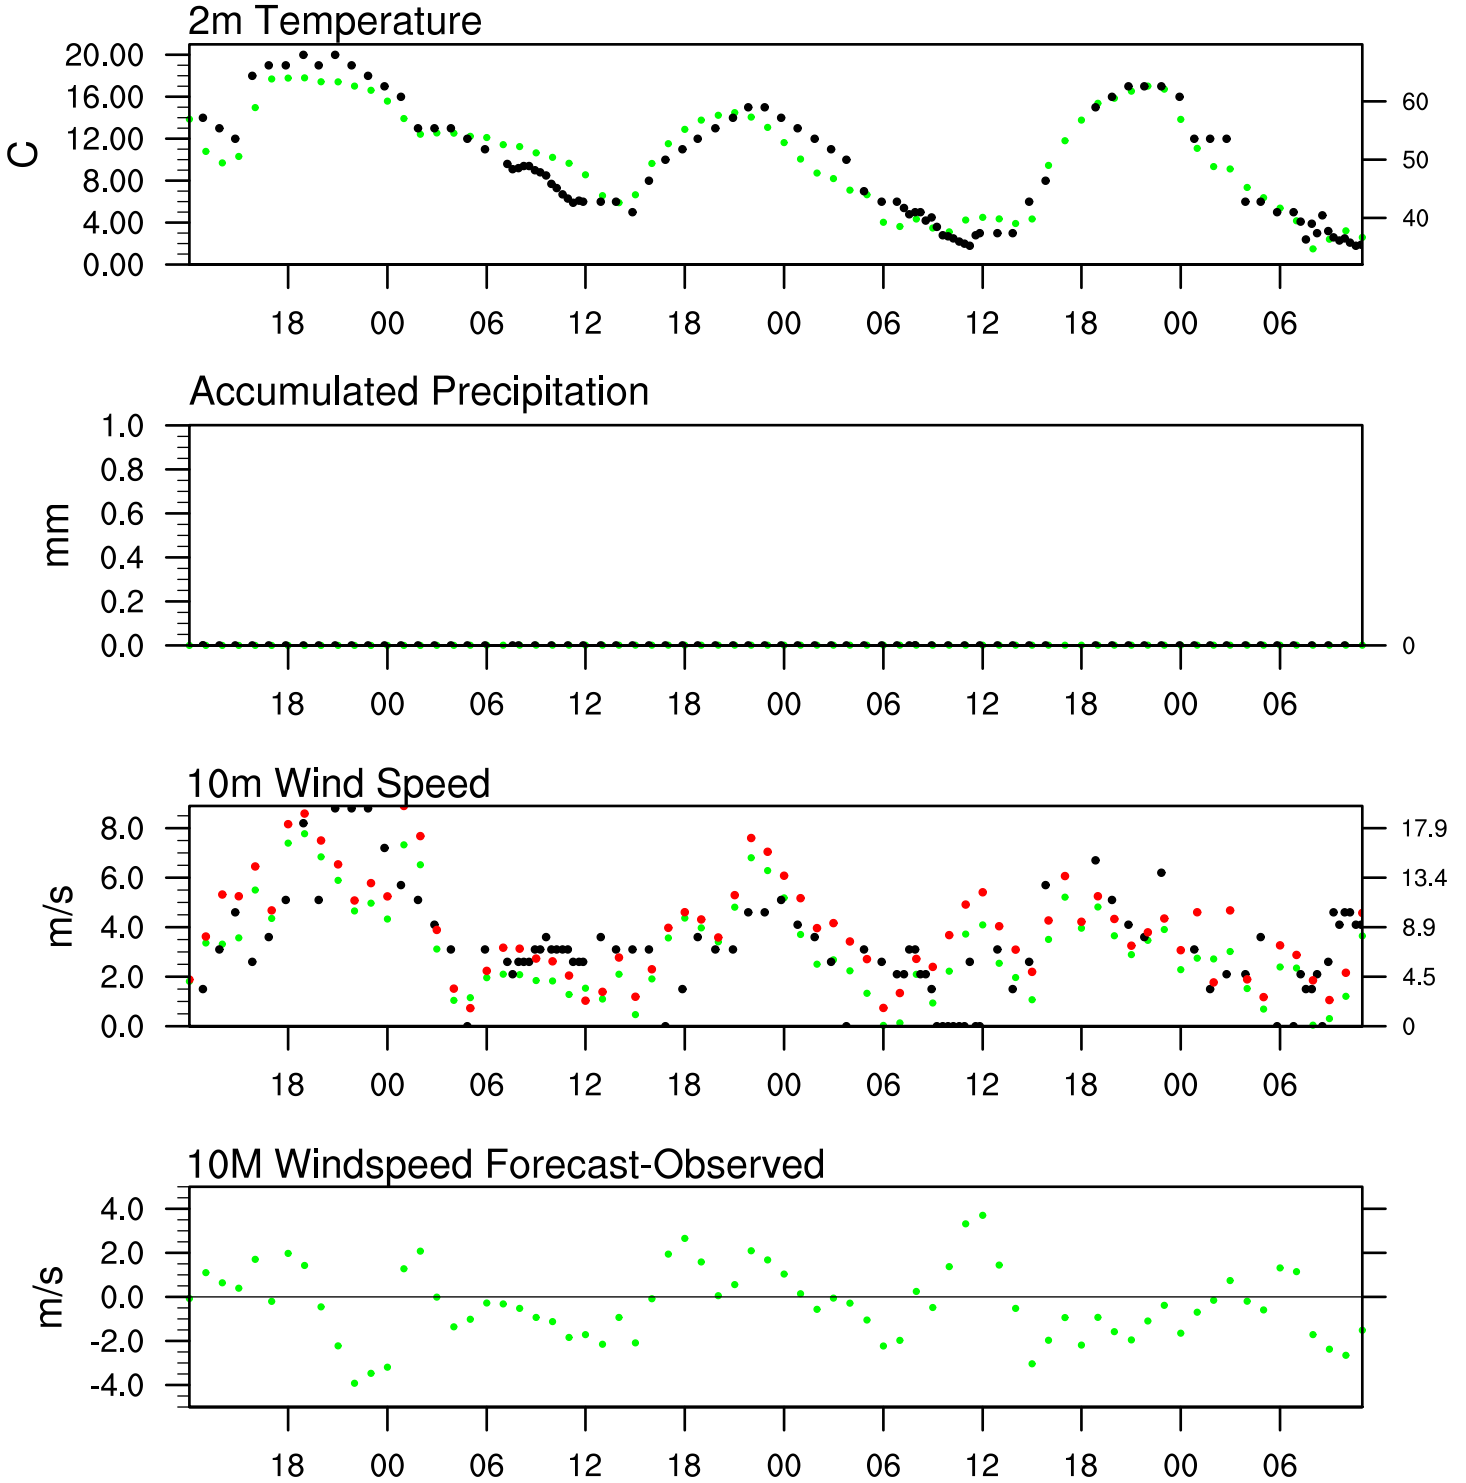 2m Temperature
20.00
16.00
12.00
8.00
4.00
0.00
C
60
50
40
18 00 06 12 18 00 06 12 18 00 06
Accumulated Precipitation
1.0
0.8
0.6
0.4
0.2
0.0
mm
0
18 00 06 12 18 00 06 12 18 00 06
10m Wind Speed
8.0
6.0
4.0
2.0
0.0
m/s
17.9
13.4
8.9
4.5
0
18 00 06 12 18 00 06 12 18 00 06
10M Windspeed Forecast-Observed
4.0
2.0
0.0
-2.0
-4.0
m/s
18 00 06 12 18 00 06 12 18 00 06